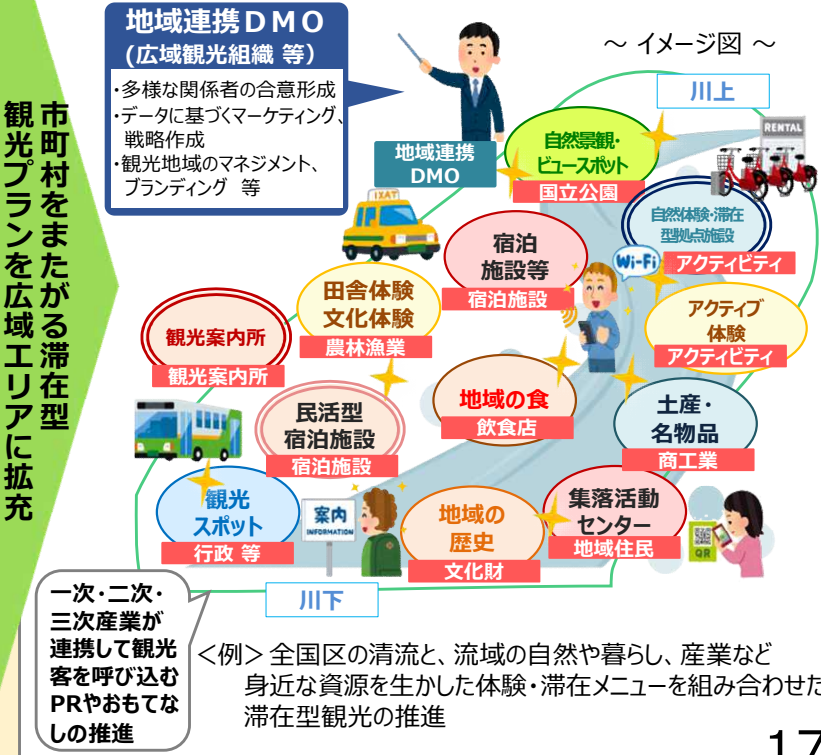 市町村をまたがる滞在型
観光プランを広域エリアに拡充
地域連携ＤＭＯ
(広域観光組織 等)
・多様な関係者の合意形成
・データに基づくマーケティング、
戦略作成
・観光地域のマネジメント、
ブランディング 等
～ イメージ図 ～
川上
地域連携
DMO
自然景観・
ビュースポット
国立公園
RENTAL
自然体験・滞在
型拠点施設
アクティビティ
TAXI
宿泊
施設等
宿泊施設
Wi-Fi
田舎体験
文化体験
農林漁業
アクティブ
体験
アクティビティ
観光案内所
観光案内所
地域の食
飲食店
土産・
名物品
商工業
民活型
宿泊施設
宿泊施設
観光
スポット
行政 等
案内
INFORMATION
地域の
歴史
文化財
集落活動
センター
地域住民
QR
川下
一次・二次・
三次産業が
連携して観光
客を呼び込む
PRやおもてな
しの推進
＜例＞ 全国区の清流と、流域の自然や暮らし、産業など
身近な資源を生かした体験・滞在メニューを組み合わせた
滞在型観光の推進
17